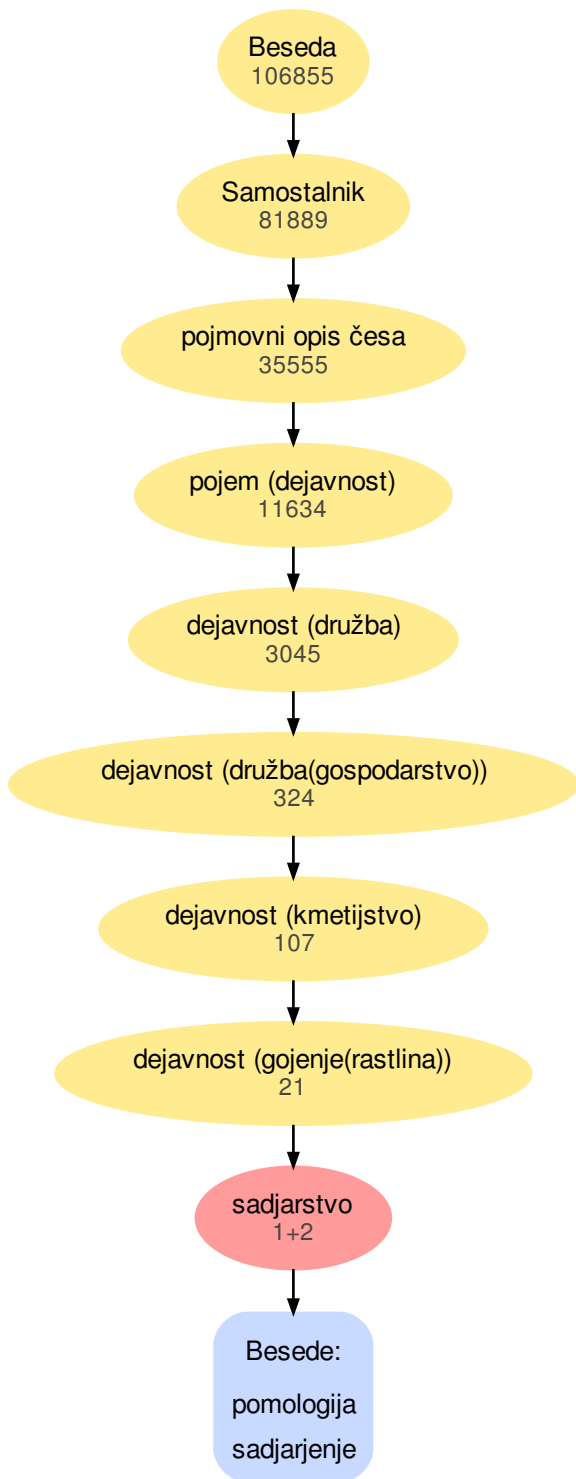 Beseda
106855
Samostalnik
81889
pojmovni opis česa
35555
pojem (dejavnost)
11634
dejavnost (družba)
3045
dejavnost (družba(gospodarstvo))
324
dejavnost (kmetijstvo)
107
dejavnost (gojenje(rastlina))
21
sadjarstvo
1+2
Besede:
pomologija
sadjarjenje